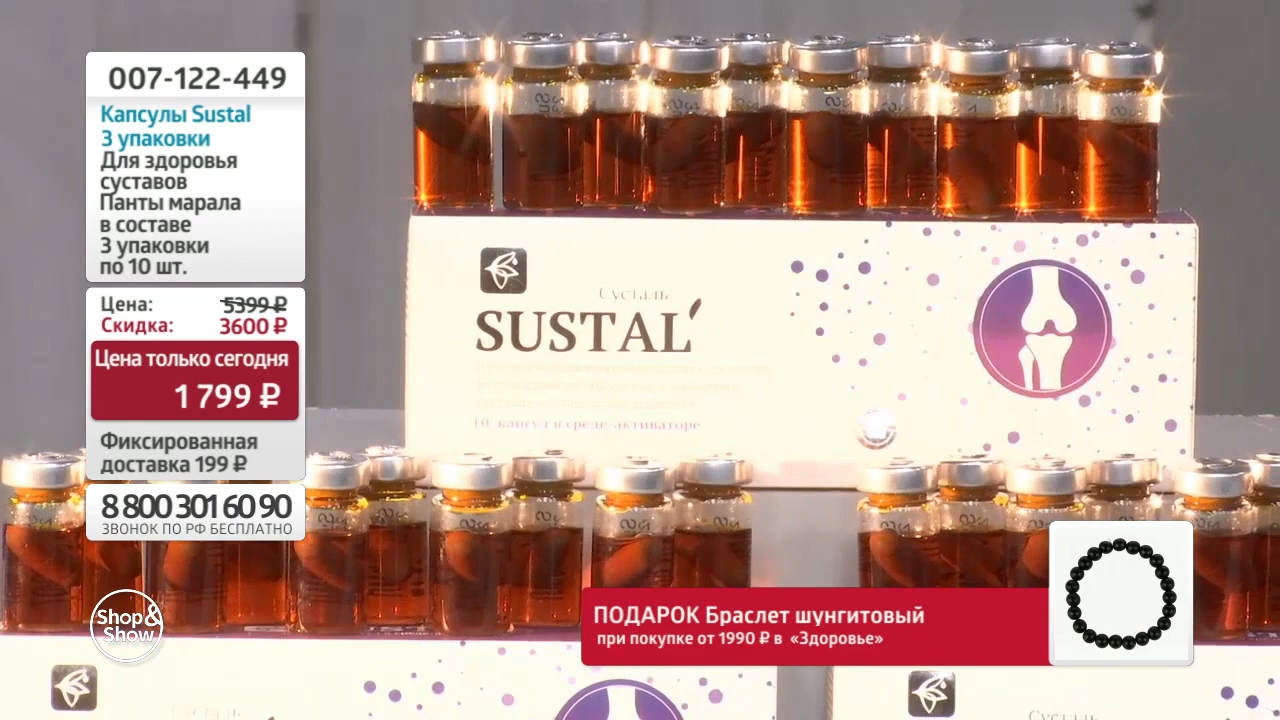 007-122-449
Капсулы Sustal
3 упаковки
Для здоровья
суставов
Панты марала
в составе
3 упаковки
по 10 шт.
Цена: 5399 ₽
Скидка: 3600 ₽
Цена только сегодня
1 799 ₽
Фиксированная
доставка 199 ₽
8 800 301 60 90
ЗВОНОК ПО РФ БЕСПЛАТНО
Shop&
Show
Сусталь
SUSTAL
10 капсул в среде-активаторе
ПОДАРОК Браслет шунгитовый
при покупке от 1990 ₽ в «Здоровье»
Сусталь
Сусталь